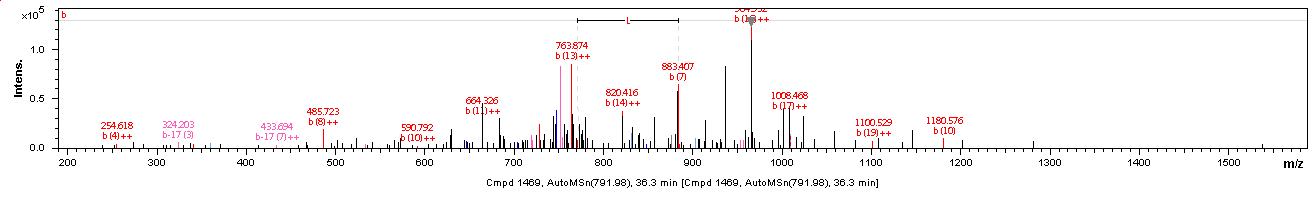 b
x10
5
L
1.0
0.5
0.0
Intens.
b (16)++
763.874
b (13)++
883.407
b (7)
820.416
b (14)++
1008.468
b (17)++
664.326
b (11)++
485.723
b (8)++
254.618
b (4)++
324.203
b-17 (3)
433.694
b-17 (7)++
590.792
b (10)++
1100.529
b (19)++
1180.576
b (10)
200 300 400 500 600 700 800 900 1000 1100 1200 1300 1400 1500 m/z
Cmpd 1469, AutoMSn(791.98), 36.3 min [Cmpd 1469, AutoMSn(791.98), 36.3 min]